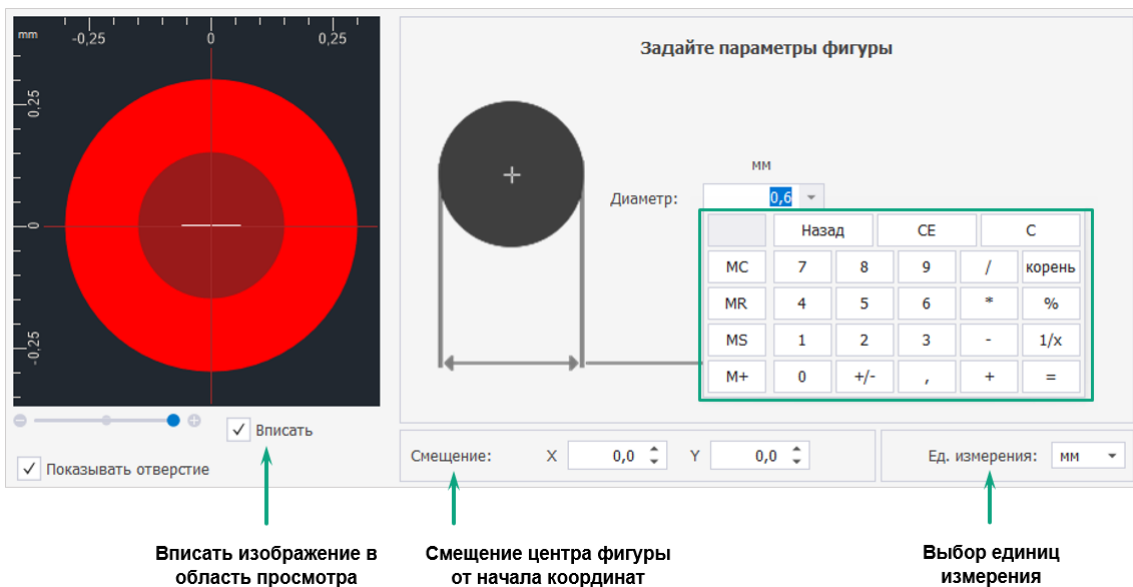 mm -0,25 0 0,25
0,25
0
-0,25
Вписать
Показывать отверстие
Задайте параметры фигуры
мм
Диаметр: 0,6
Назад CE C
MC 7 8 9 / корень
MR 4 5 6 * %
MS 1 2 3 - 1/x
M+ 0 +/- , + =
Смещение: X 0,0 Y 0,0
Ед. измерения: мм
Вписать изображение в
область просмотра
Смещение центра фигуры
от начала координат
Выбор единиц
измерения